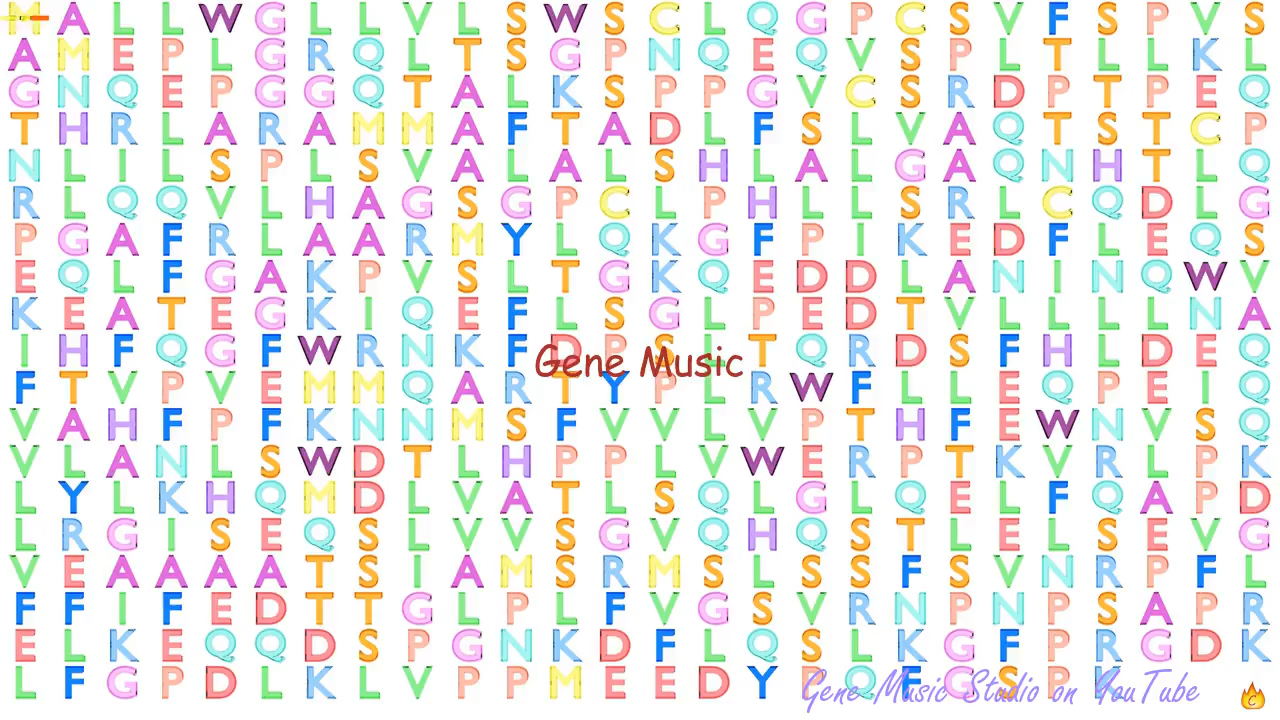 M A L L W G L L V L S W S C L Q G P C S V F S P V S
A M E P L G R Q L T S G P N Q E Q V S P L T L L K L
G N Q E P G G Q T A L K S P P G V C S R D P T P E Q
T H R L A R A M M A F T A D L F S L V A Q T S T C P
N L I L S P L S V A L A L S H L A L G A Q N H T L Q
R L Q Q V L H A G S G P C L P H L L S R L C Q D L G
P G A F R L A A R M Y L Q K G F P I K E D F L E Q S
E Q L F G A K P V S L T G K Q E D D L A N I N Q W V
K E A T E G K I Q E F L S G L P E D T V L L L L N A
I H F Q G F W R N K F D P S L T Q R D S F H L D E Q
Gene Music
F T V P V E M M Q A R T Y P L R W F L L E Q P E I Q
V A H F P F K N N M S F V V L V P T H F E W N V S Q
V L A N L S W D T L H P P L V W E R P T K V R L P K
L Y L K H Q M D L V A T L S Q L G L Q E L F Q A P D
L R G I S E Q S L V V S G V Q H Q S T L E L S E V G
V E A A A A T S I A M S R M S L S S F S V N R P F L
F F I F E D T T G L P L F V G S V R N P N P S A P R
E L K E Q Q D S P G N K D F L Q S L K G F P R G D K
L F G P D L K L V P P M E E D Y P Q F G S P K
Gene Music Studio on YouTube
C